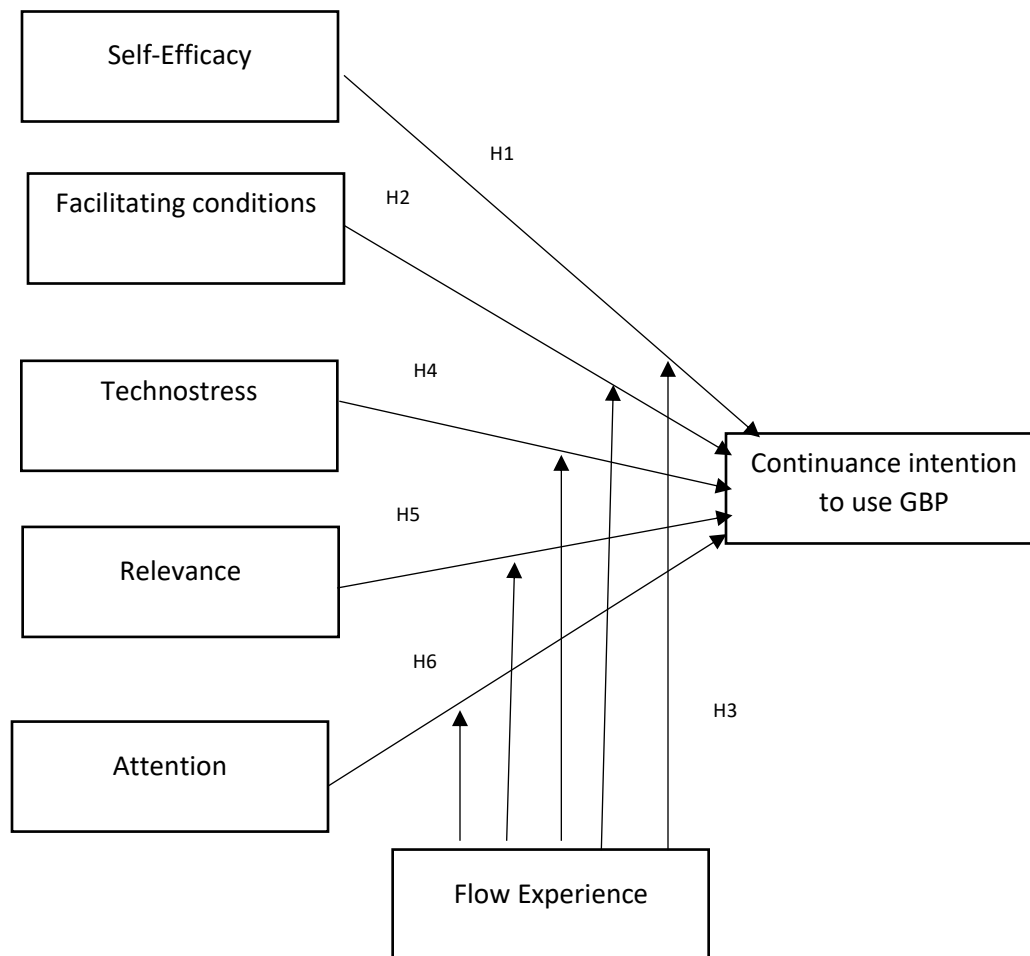 Self-Efficacy
H1
Facilitating conditions
H2
Technostress
H4
Continuance intention
to use GBP
H5
Relevance
H6
H3
Attention
Flow Experience